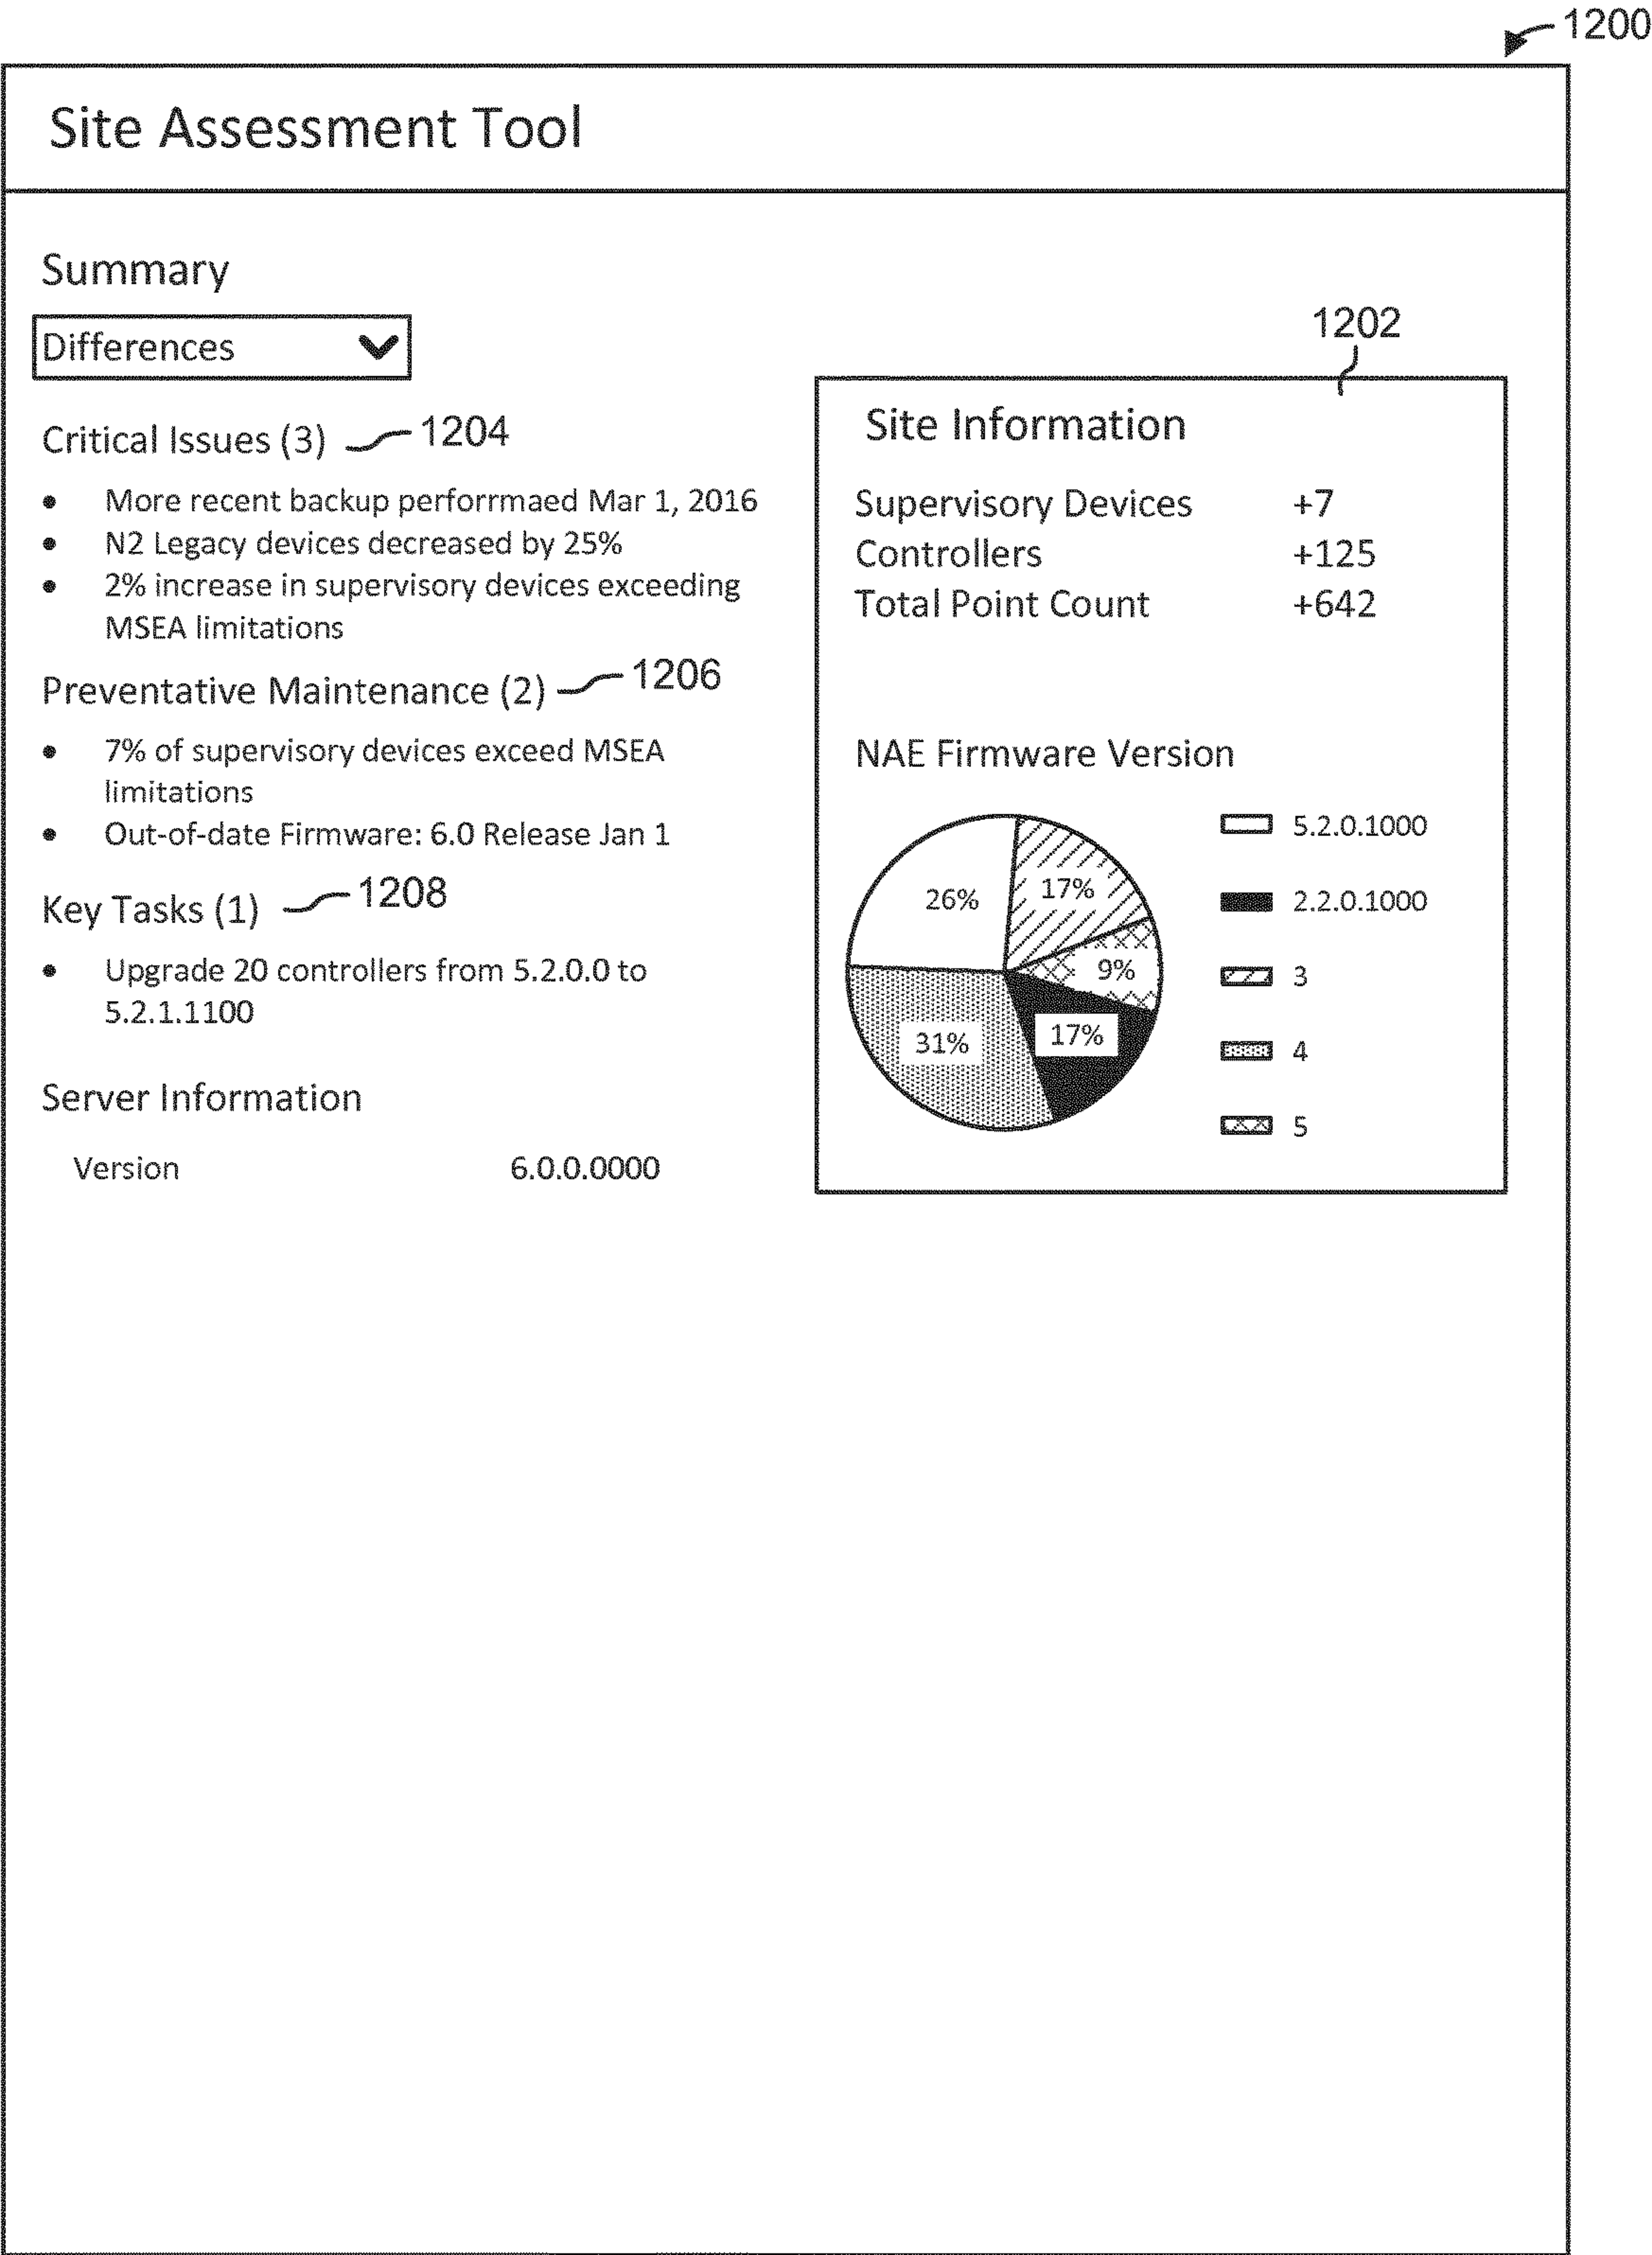 1200
Site Assessment Tool
Summary
Differences
Critical Issues (3) 1204
• More recent backup perforrmaed Mar 1, 2016
• N2 Legacy devices decreased by 25%
• 2% increase in supervisory devices exceeding
MSEA limitations
Preventative Maintenance (2) 1206
• 7% of supervisory devices exceed MSEA
limitations
• Out-of-date Firmware: 6.0 Release Jan 1
Key Tasks (1) 1208
• Upgrade 20 controllers from 5.2.0.0 to
5.2.1.1100
Server Information
Version 6.0.0.0000
1202
Site Information
Supervisory Devices +7
Controllers +125
Total Point Count +642
NAE Firmware Version
26%
17%
9%
17%
31%
5.2.0.1000
2.2.0.1000
3
4
5